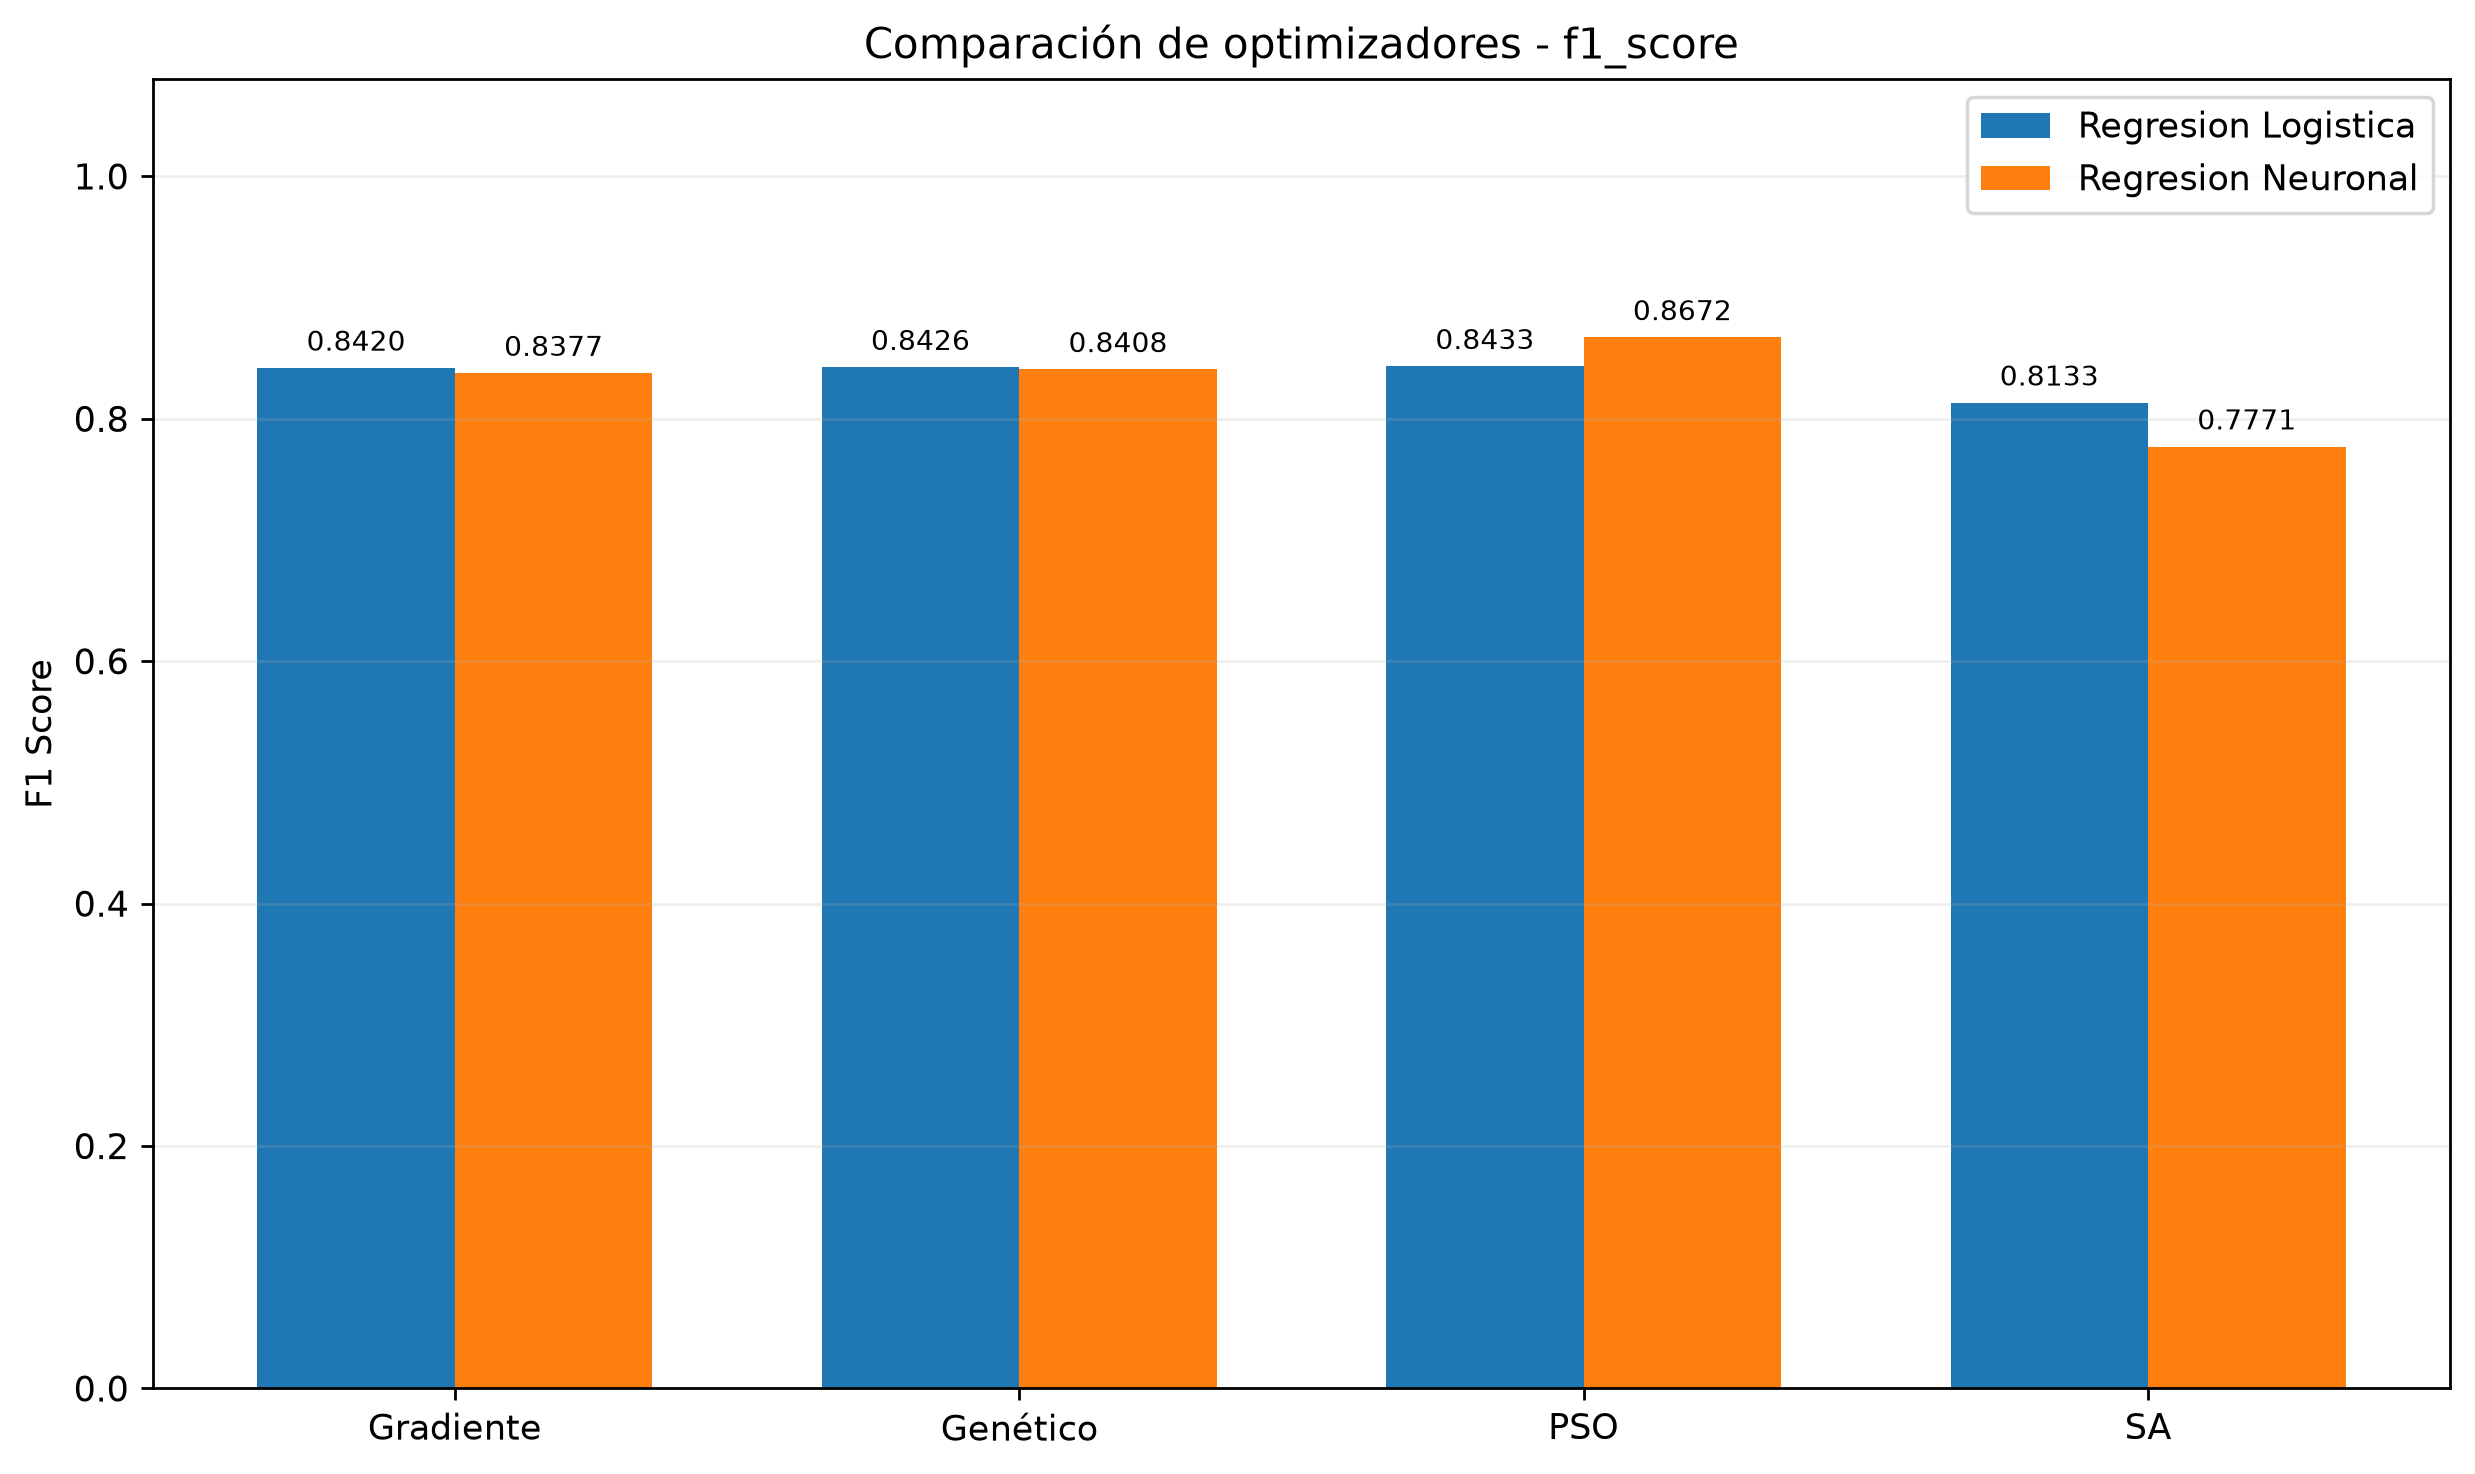 Comparación de optimizadores - f1_score
Regresion Logistica
Regresion Neuronal
F1 Score
1.0
0.8
0.6
0.4
0.2
0.0
0.8420
0.8377
0.8426
0.8408
0.8433
0.8672
0.8133
0.7771
Gradiente
Genético
PSO
SA